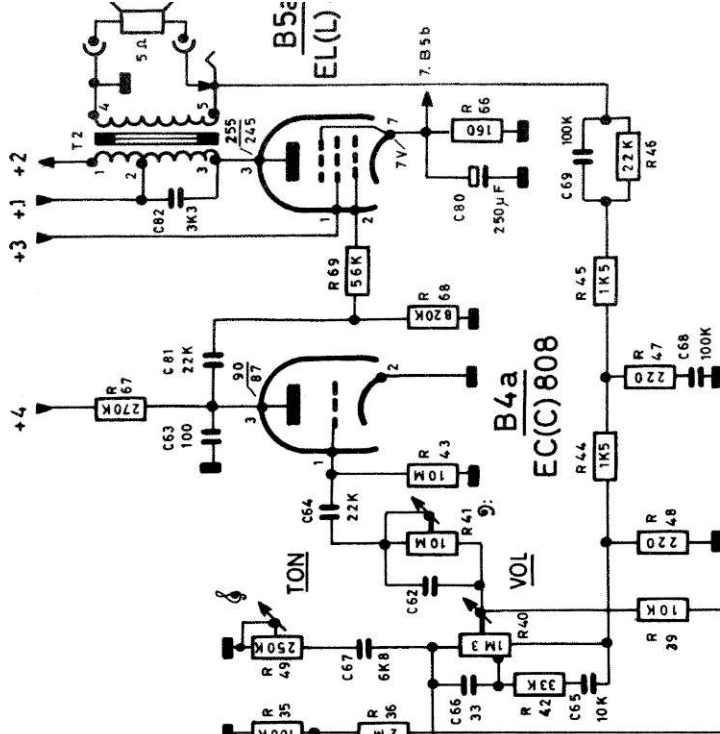 5Ω
4
5
T2
1
2
3
+2
+1
+3
C82
3K3
B5a
EL(L)
255
245
3
1
2
7
7V
7. B5b
R
66
160
C80
250µF
100K
C69
22K
R46
R69
56K
R
68
820K
R45
1K5
+4
R
67
270K
C81
22K
C63
100
90
87
3
1
2
R
43
10M
B4a
EC(C)808
R
47
220
C68
100K
R44
1K5
C64
22K
TON
R41
10M
C62
VOL
R
48
220
R
49
250K
C67
6K8
R40
1M3
R
39
10K
C66
33
R
42
33K
C65
10K
R
35
R
36